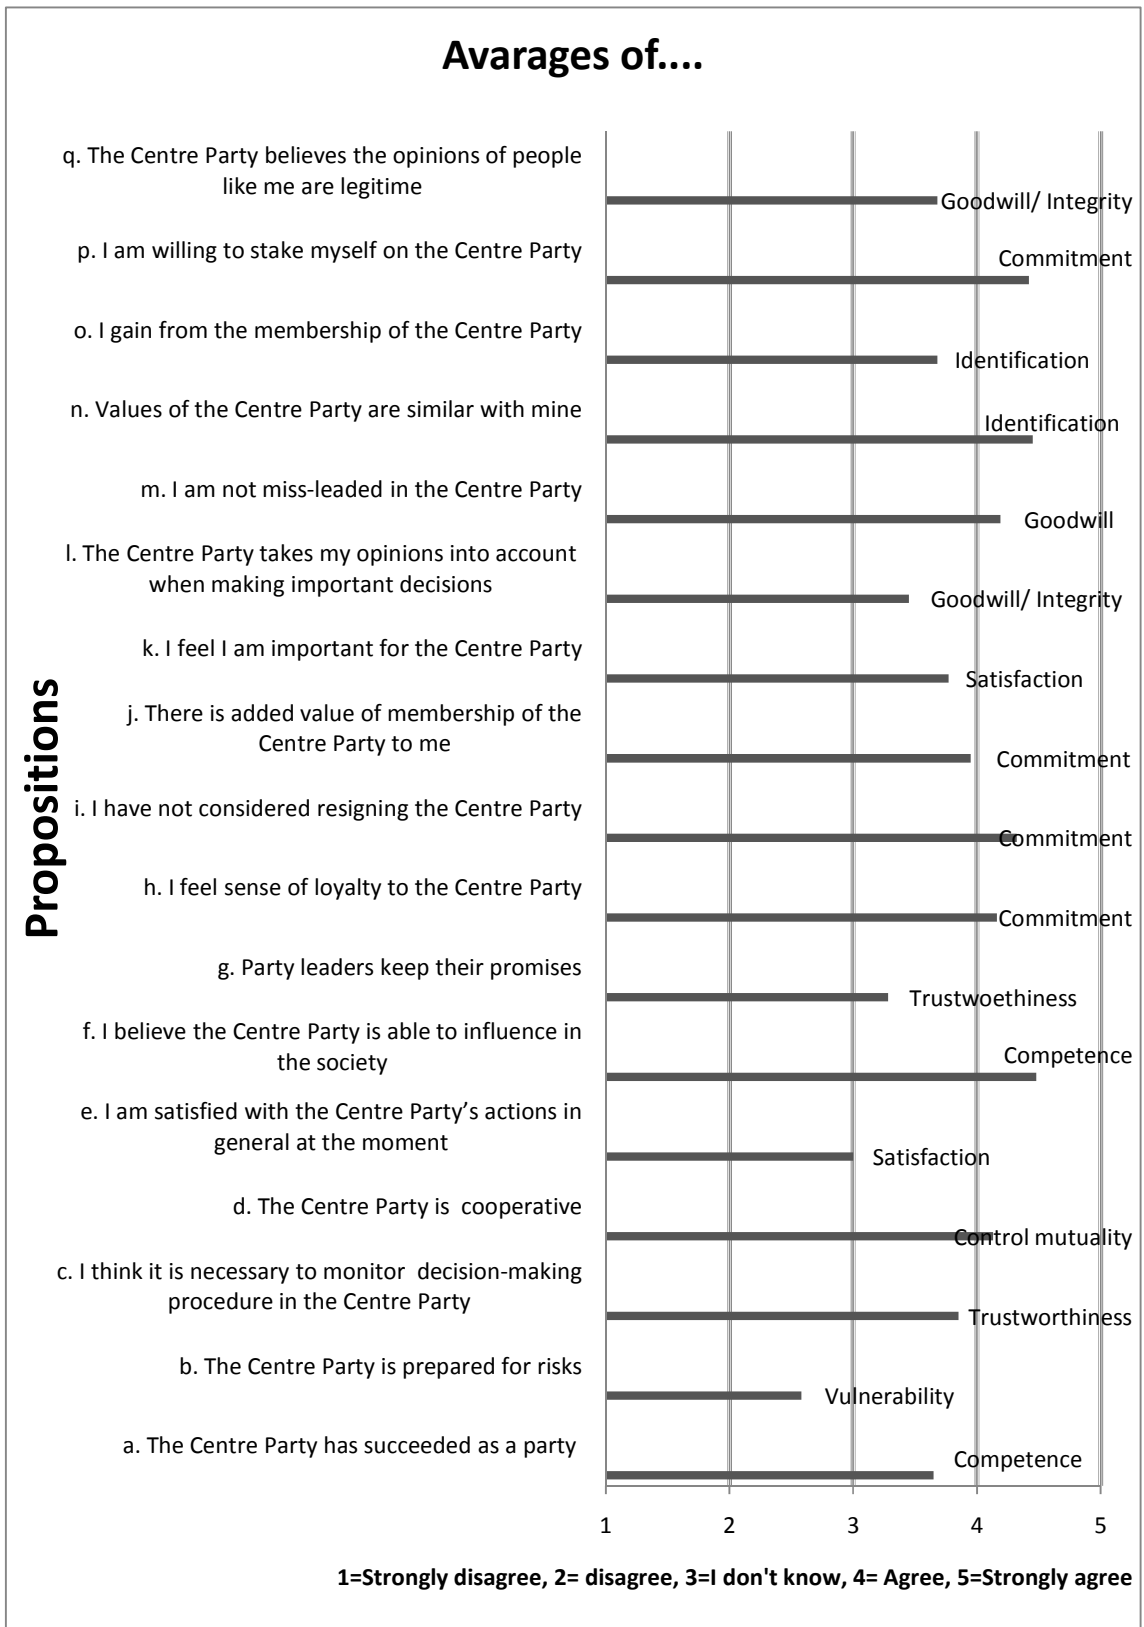 Avarages of....
Propositions
q. The Centre Party believes the opinions of people
like me are legitime
Goodwill/ Integrity
p. I am willing to stake myself on the Centre Party
Commitment
o. I gain from the membership of the Centre Party
Identification
n. Values of the Centre Party are similar with mine
Identification
m. I am not miss-leaded in the Centre Party
Goodwill
l. The Centre Party takes my opinions into account
when making important decisions
Goodwill/ Integrity
k. I feel I am important for the Centre Party
Satisfaction
j. There is added value of membership of the
Centre Party to me
Commitment
i. I have not considered resigning the Centre Party
Commitment
h. I feel sense of loyalty to the Centre Party
Commitment
g. Party leaders keep their promises
Trustwoethiness
f. I believe the Centre Party is able to influence in
the society
Competence
e. I am satisfied with the Centre Party’s actions in
general at the moment
Satisfaction
d. The Centre Party is cooperative
Control mutuality
c. I think it is necessary to monitor decision-making
procedure in the Centre Party
Trustworthiness
b. The Centre Party is prepared for risks
Vulnerability
a. The Centre Party has succeeded as a party
Competence
1 2 3 4 5
1=Strongly disagree, 2= disagree, 3=I don't know, 4= Agree, 5=Strongly agree